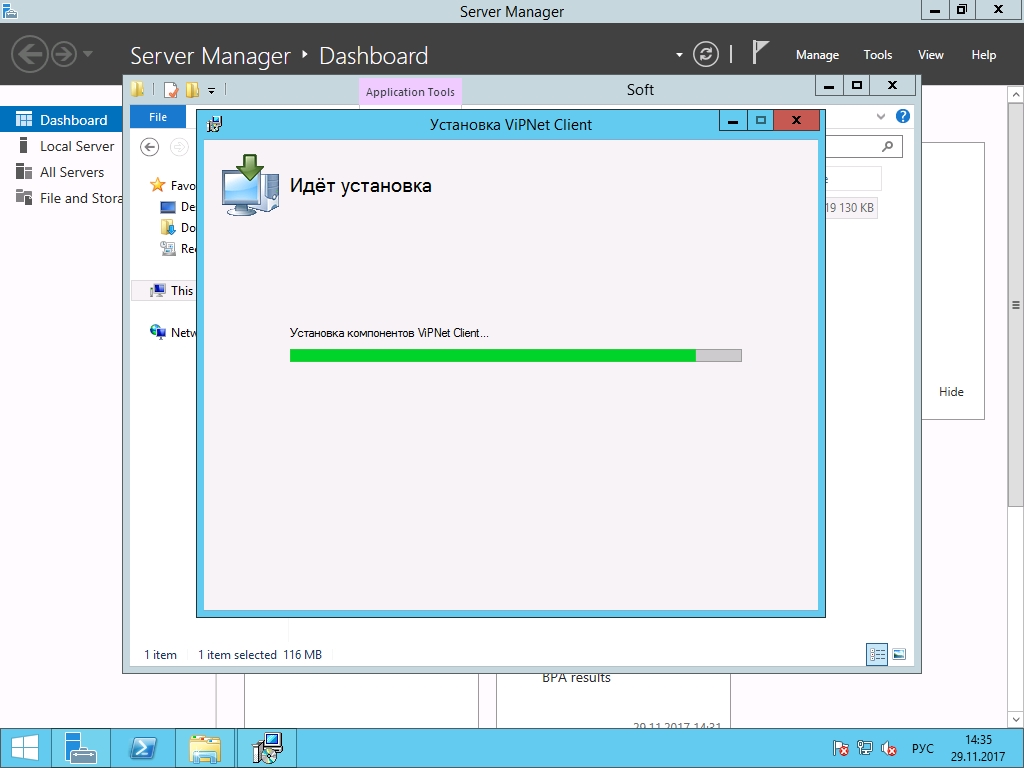 Server Manager
Server Manager
Dashboard
Manage
Tools
View
Help
Application Tools
Soft
File
Установка ViPNet Client
Dashboard
Local Server
All Servers
File and Stora
Идёт установка
Favo
De
Do
Rec
19 130 KB
This
Netw
Установка компонентов ViPNet Client...
Hide
1 item
1 item selected 116 MB
BPA results
29.11.2017 14:31
РУС
14:35
29.11.2017